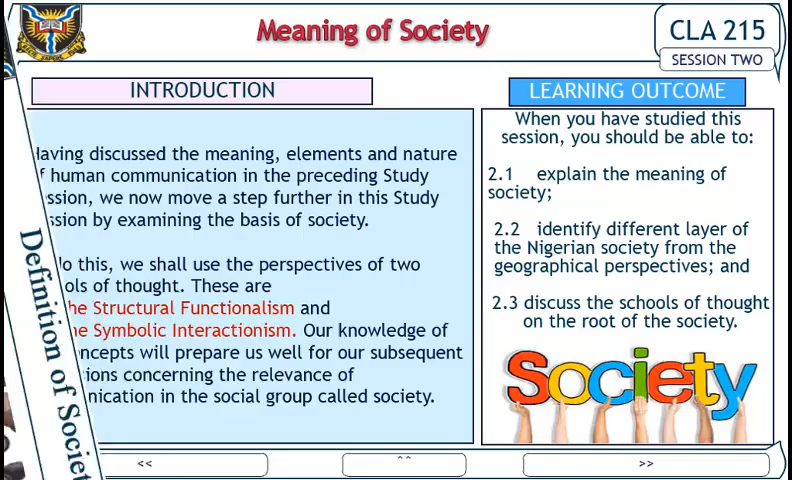 Meaning of Society
CLA 215
SESSION TWO
INTRODUCTION
aving discussed the meaning, elements and nature
f human communication in the preceding Study
ssion, we now move a step further in this Study
ssion by examining the basis of society.
o this, we shall use the perspectives of two
ols of thought. These are
he Structural Functionalism and
e Symbolic Interactionism. Our knowledge of
oncepts will prepare us well for our subsequent
ions concerning the relevance of
nication in the social group called society.
LEARNING OUTCOME
When you have studied this
session, you should be able to:
2.1 explain the meaning of
society;
2.2 identify different layer of
the Nigerian society from the
geographical perspectives; and
2.3 discuss the schools of thought
on the root of the society.
Society
Definition of Societ
<<
^^
>>